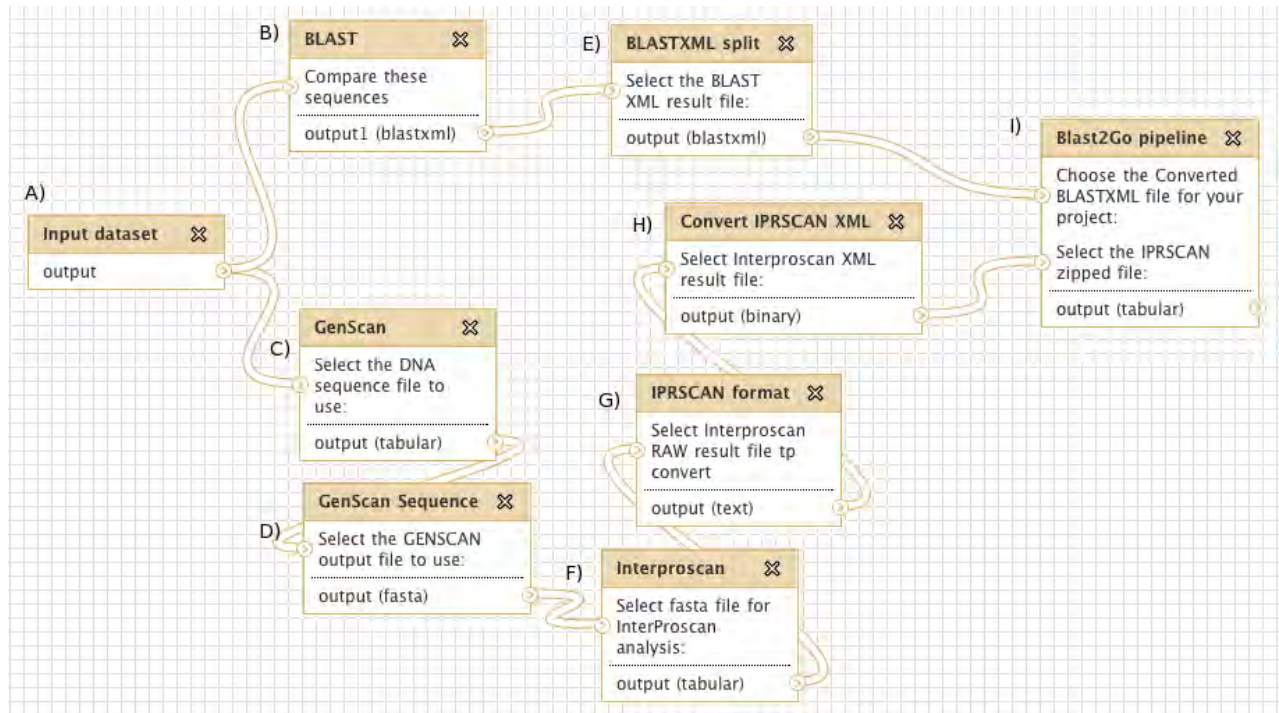 A)
Input dataset
output
B)
BLAST
Compare these
sequences
output1 (blastxml)
C)
GenScan
Select the DNA
sequence file to
use:
output (tabular)
D)
GenScan Sequence
Select the GENSCAN
output file to use:
output (fasta)
E)
BLASTXML split
Select the BLAST
XML result file:
output (blastxml)
F)
Interproscan
Select fasta file for
InterProscan
analysis:
output (tabular)
G)
IPRSCAN format
Select Interproscan
RAW result file tp
convert
output (text)
H)
Convert IPRSCAN XML
Select Interproscan XML
result file:
output (binary)
I)
Blast2Go pipeline
Choose the Converted
BLASTXML file for your
project:
Select the IPRSCAN
zipped file:
output (tabular)